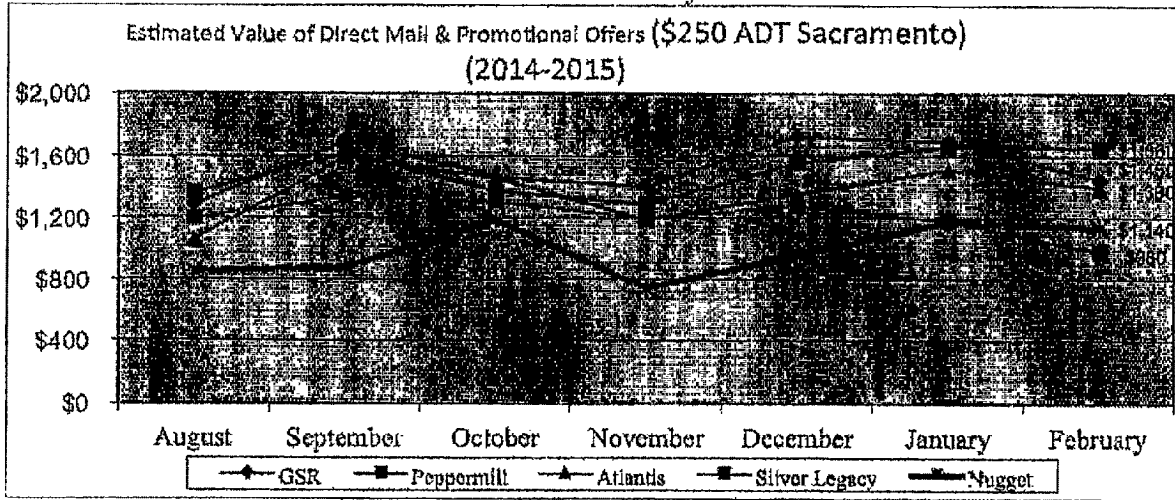 Estimated Value of Direct Mail & Promotional Offers ($250 ADT Sacramento)
(2014-2015)
$2,000
$1,600
$1,200
$800
$400
$0
August September October November December January February
GSR Peppermill Atlantis Silver Legacy Nugget